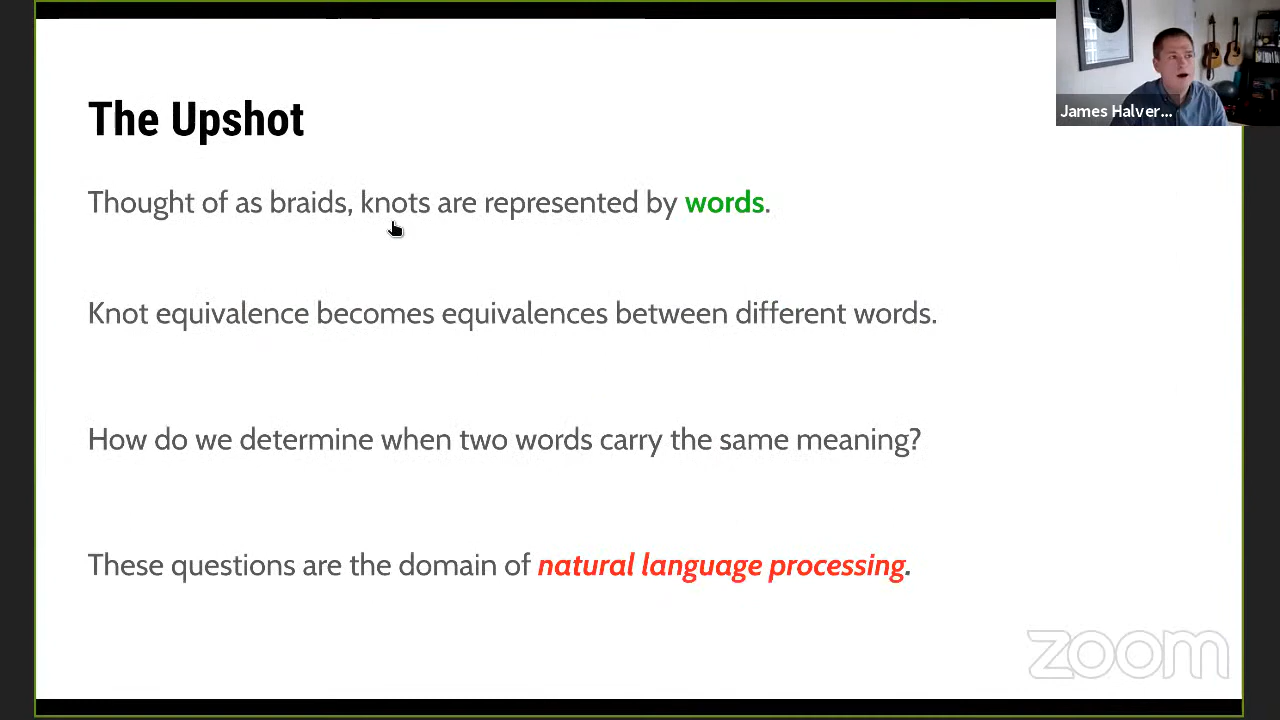 The Upshot
James Halver...
Thought of as braids, knots are represented by words.
Knot equivalence becomes equivalences between different words.
How do we determine when two words carry the same meaning?
These questions are the domain of natural language processing.
zoom